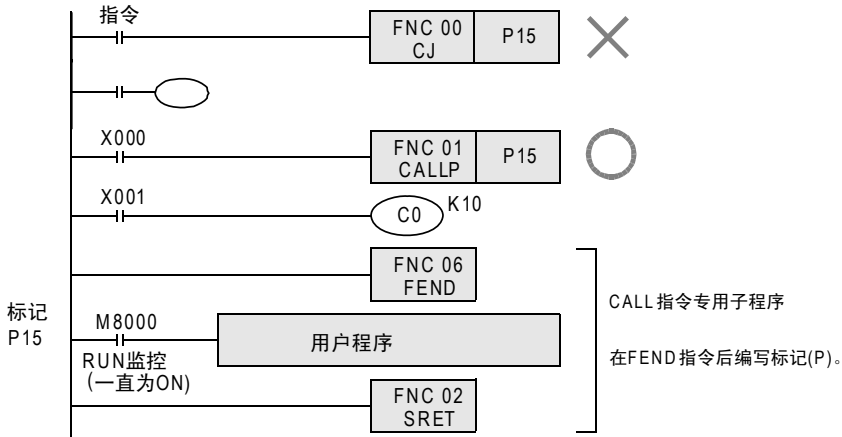 指令
FNC 00 P15
CJ
X000
FNC 01 P15
CALLP
X001
C0 K10
FNC 06
FEND
标记
P15
M8000
用户程序
RUN监控
(一直为ON)
CALL指令专用子程序
在FEND指令后编写标记(P)。
FNC 02
SRET